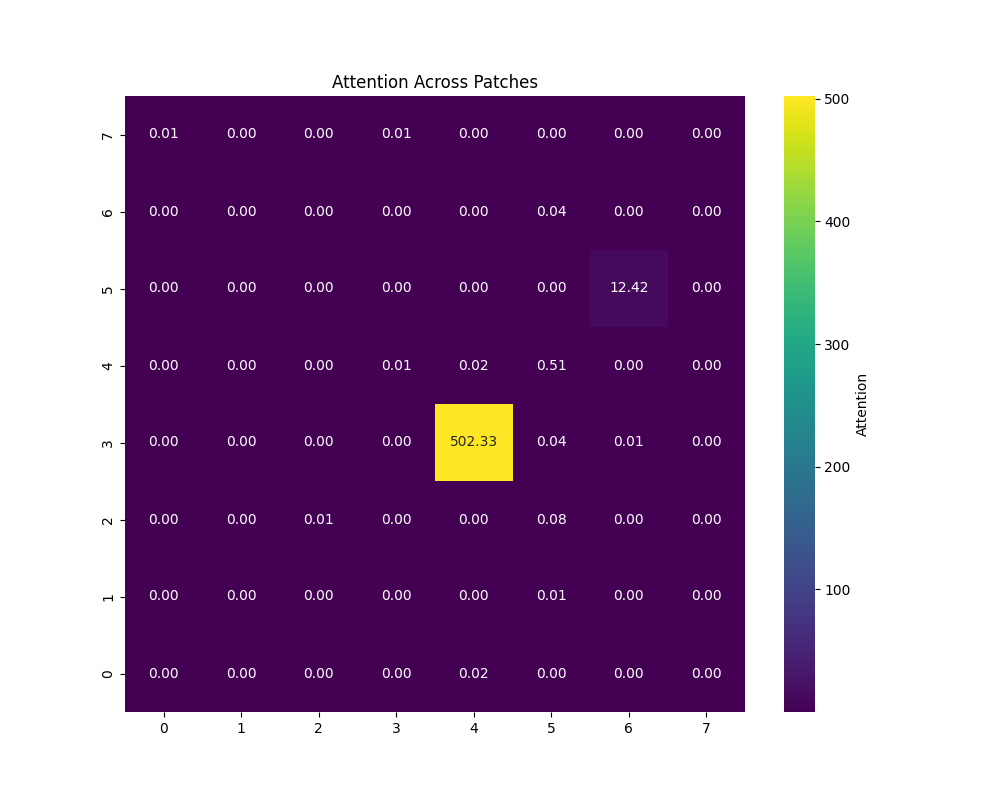 Attention Across Patches
7 0.01 0.00 0.00 0.01 0.00 0.00 0.00 0.00
6 0.00 0.00 0.00 0.00 0.00 0.04 0.00 0.00
5 0.00 0.00 0.00 0.00 0.00 0.00 12.42 0.00
4 0.00 0.00 0.00 0.01 0.02 0.51 0.00 0.00
3 0.00 0.00 0.00 0.00 502.33 0.04 0.01 0.00
2 0.00 0.00 0.01 0.00 0.00 0.08 0.00 0.00
1 0.00 0.00 0.00 0.00 0.00 0.01 0.00 0.00
0 0.00 0.00 0.00 0.00 0.02 0.00 0.00 0.00
0 1 2 3 4 5 6 7
500
400
300
200
100
Attention